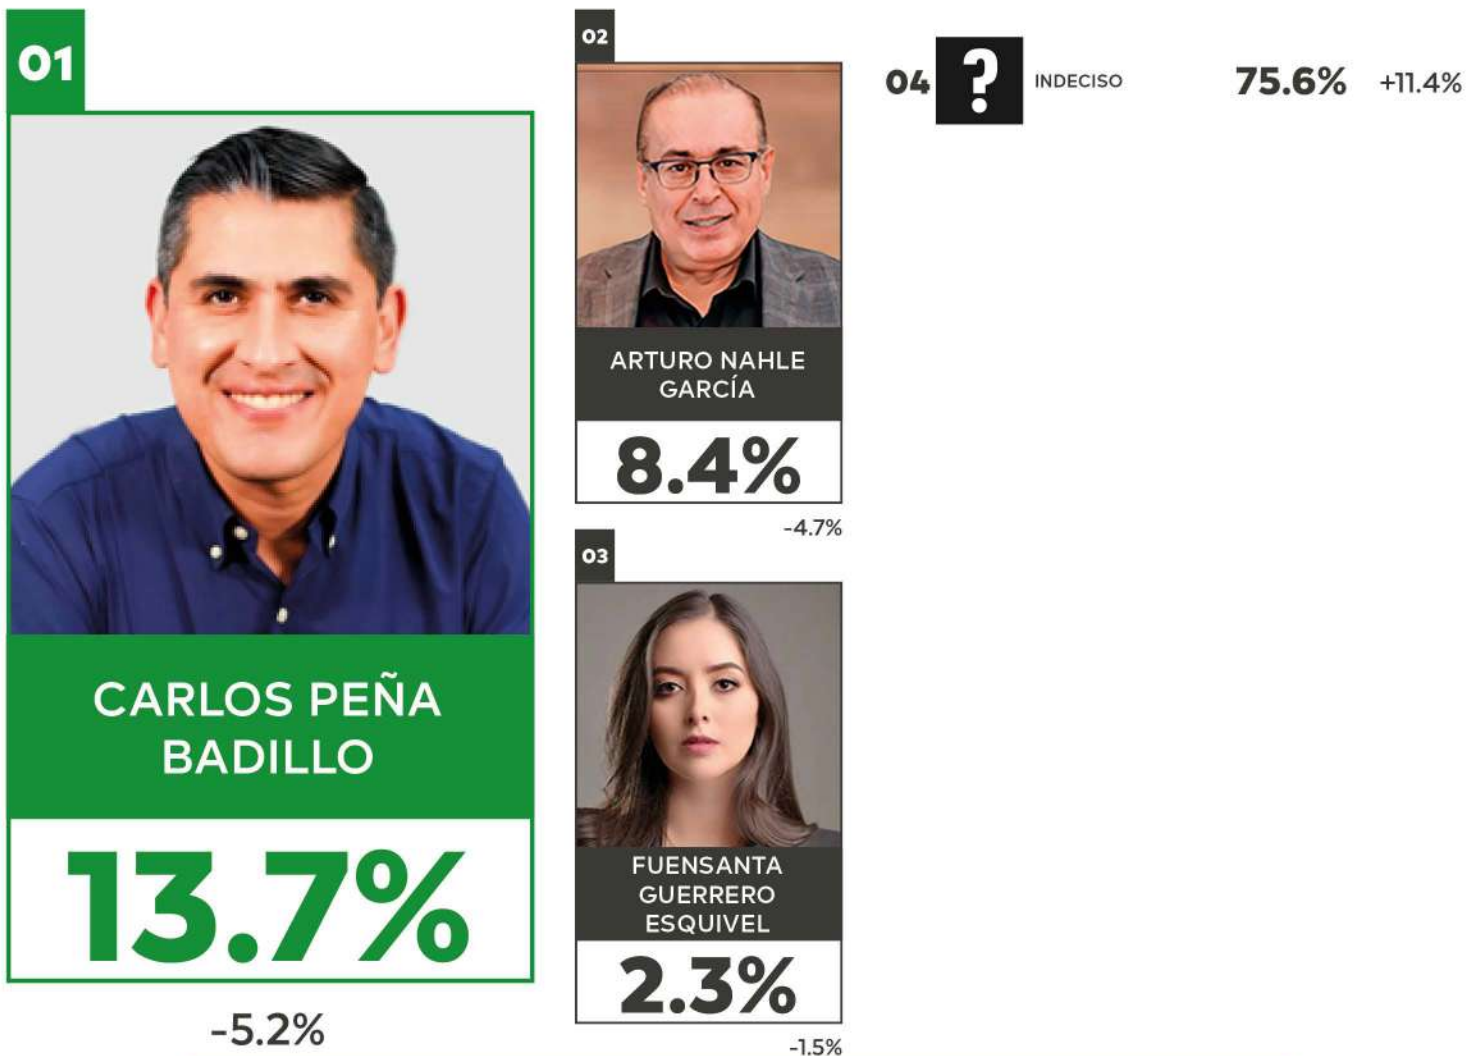 01
CARLOS PEÑA
BADILLO
13.7%
-5.2%
02
ARTURO NAHLE
GARCÍA
8.4%
-4.7%
03
FUENSANTA
GUERRERO
ESQUIVEL
2.3%
-1.5%
04 ? INDECISO 75.6% +11.4%